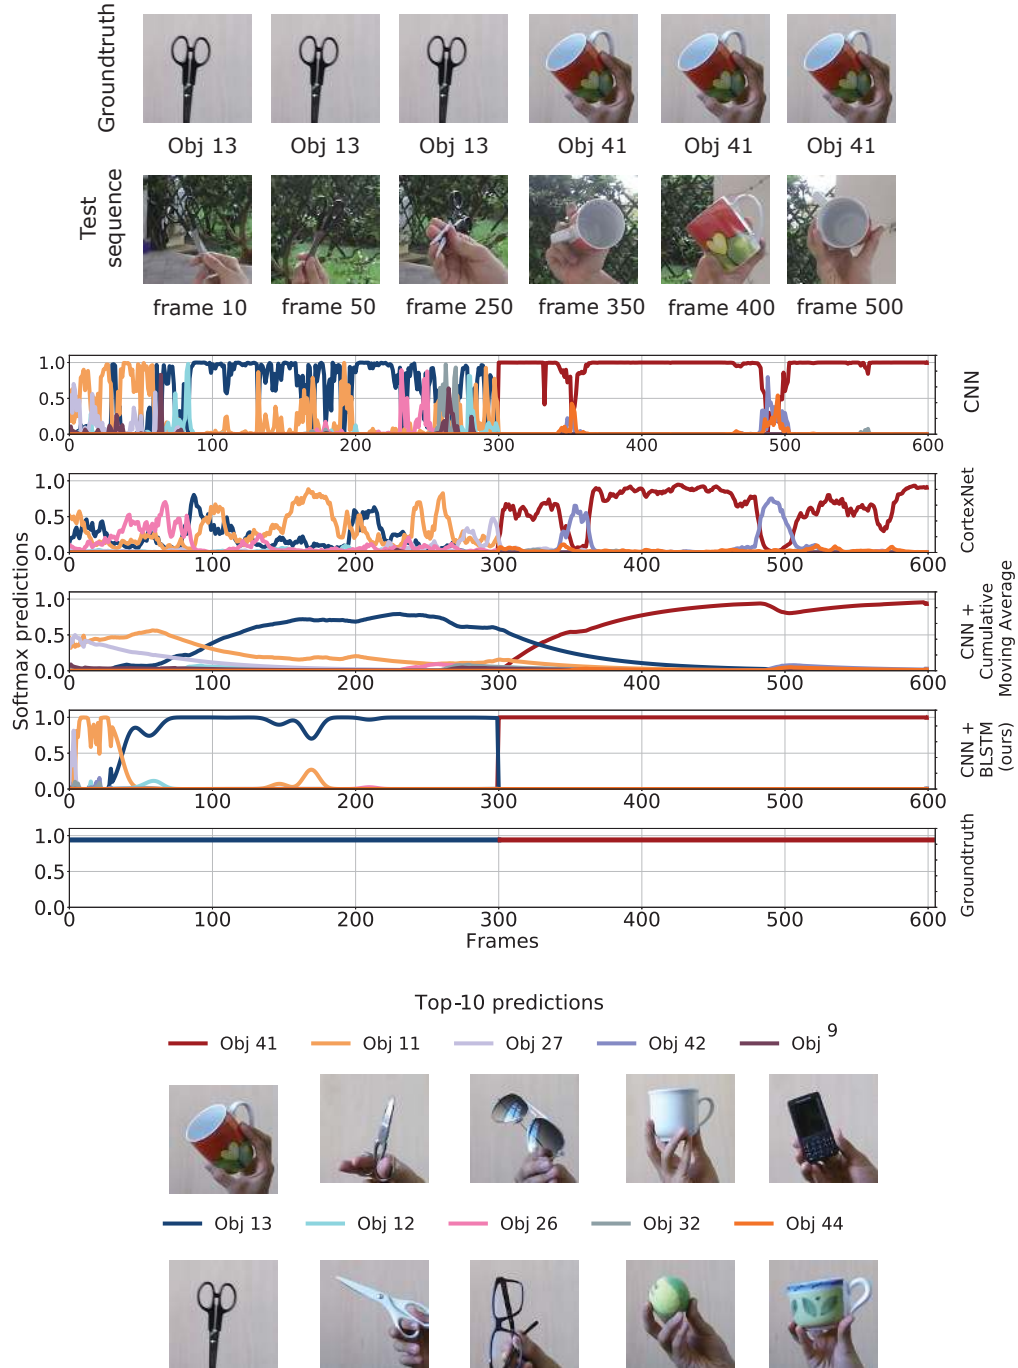 Groundtruth
Obj 13 Obj 13 Obj 13 Obj 41 Obj 41 Obj 41
Test
sequence
frame 10 frame 50 frame 250 frame 350 frame 400 frame 500
Softmax predictions
1.0
0.5
0.0
0 100 200 300 400 500 600
CNN
1.0
0.5
0.0
0 100 200 300 400 500 600
CortexNet
1.0
0.5
0.0
0 100 200 300 400 500 600
CNN +
Cumulative
Moving Average
1.0
0.5
0.0
0 100 200 300 400 500 600
CNN +
BLSTM
(ours)
1.0
0.5
0.0
0 100 200 300 400 500 600
Groundtruth
Frames
Top-10 predictions
Obj 41 Obj 11 Obj 27 Obj 42 Obj 9
Obj 13 Obj 12 Obj 26 Obj 32 Obj 44